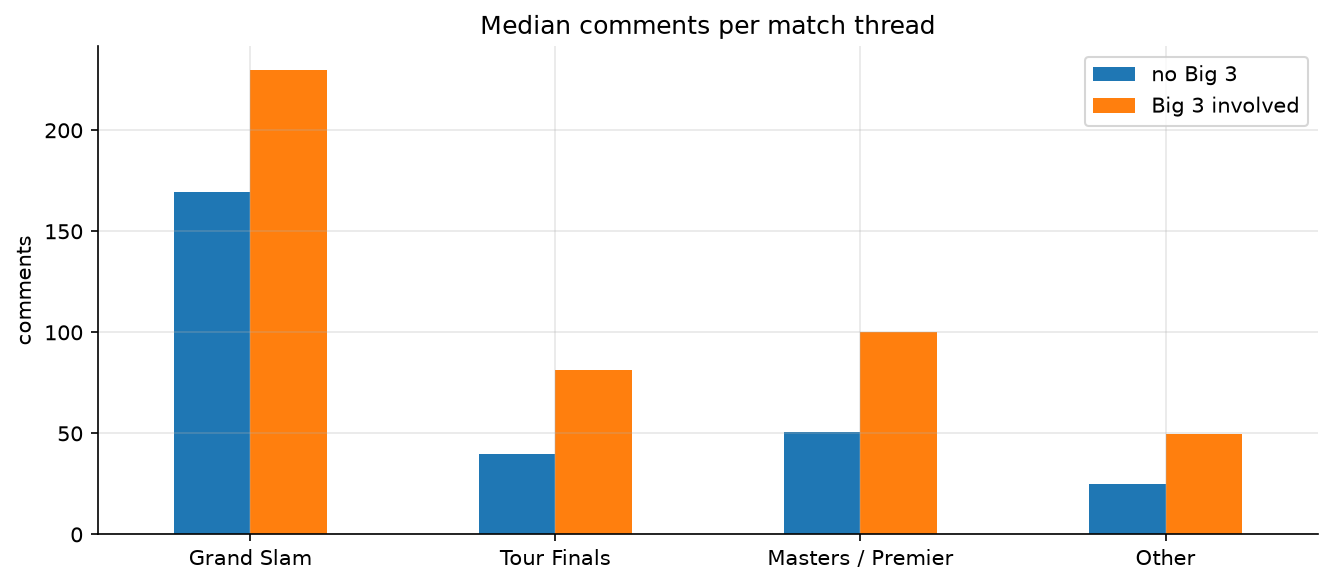 Median comments per match thread
no Big 3
Big 3 involved
comments
200
150
100
50
0
Grand Slam
Tour Finals
Masters / Premier
Other